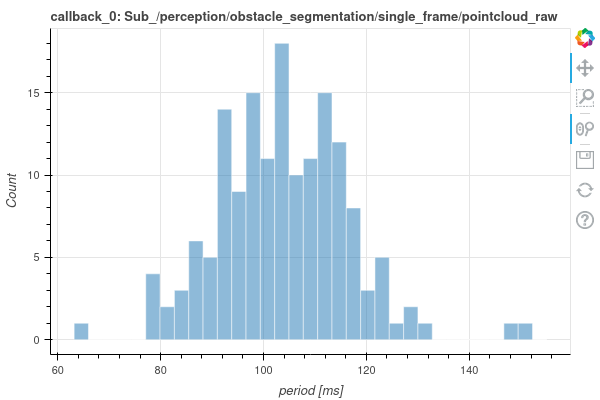 callback_0: Sub_/perception/obstacle_segmentation/single_frame/pointcloud_raw
Count
15
10
5
0
60 80 100 120 140
period [ms]